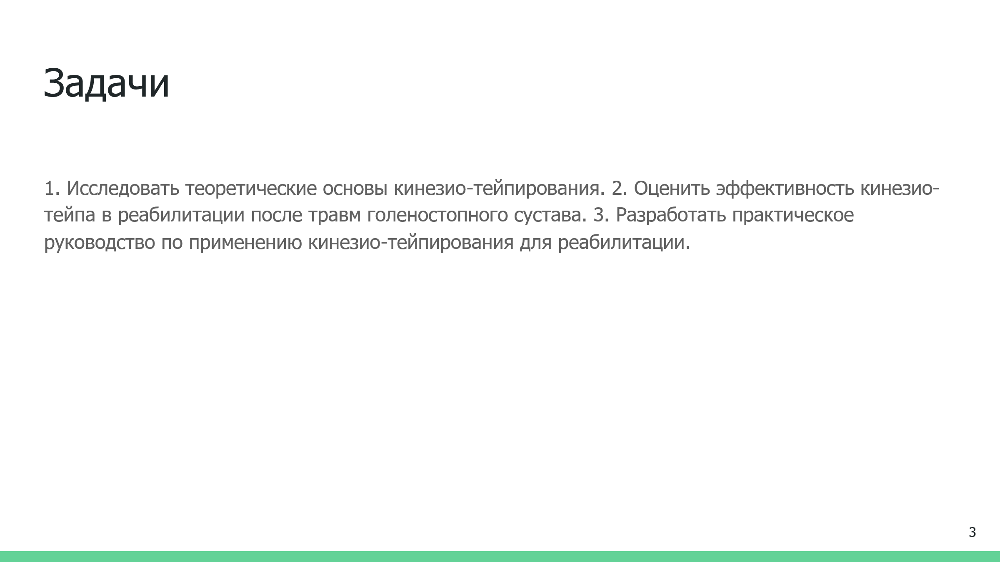 Задачи
1. Исследовать теоретические основы кинезио-тейпирования. 2. Оценить эффективность кинезио-
тейпа в реабилитации после травм голеностопного сустава. 3. Разработать практическое
руководство по применению кинезио-тейпирования для реабилитации.
3